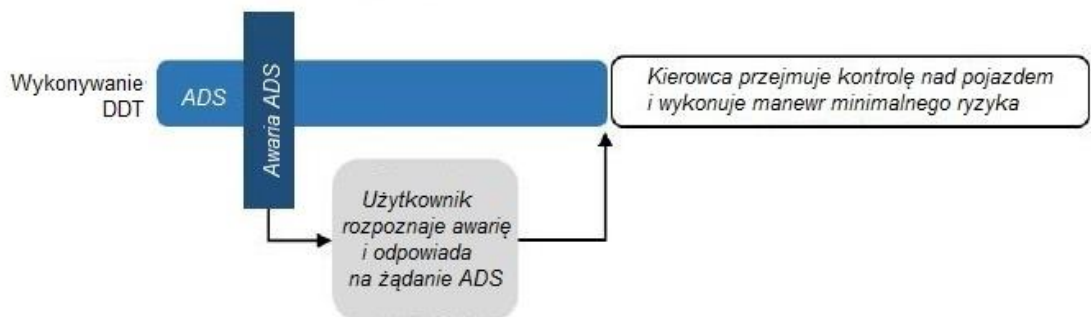 Wykonywanie
DDT
ADS
Awaria ADS
Kierowca przejmuje kontrolę nad pojazdem
i wykonuje manewr minimalnego ryzyka
Użytkownik
rozpoznaje awarię
i odpowiada
na żądanie ADS